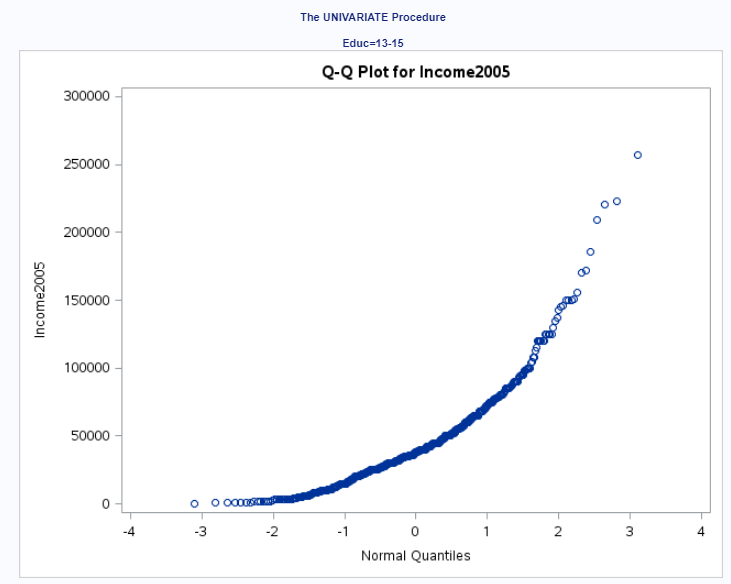 The UNIVARIATE Procedure
Educ=13-15
Q-Q Plot for Income2005
300000
250000
200000
150000
100000
50000
0
Income2005
-4 -3 -2 -1 0 1 2 3 4
Normal Quantiles